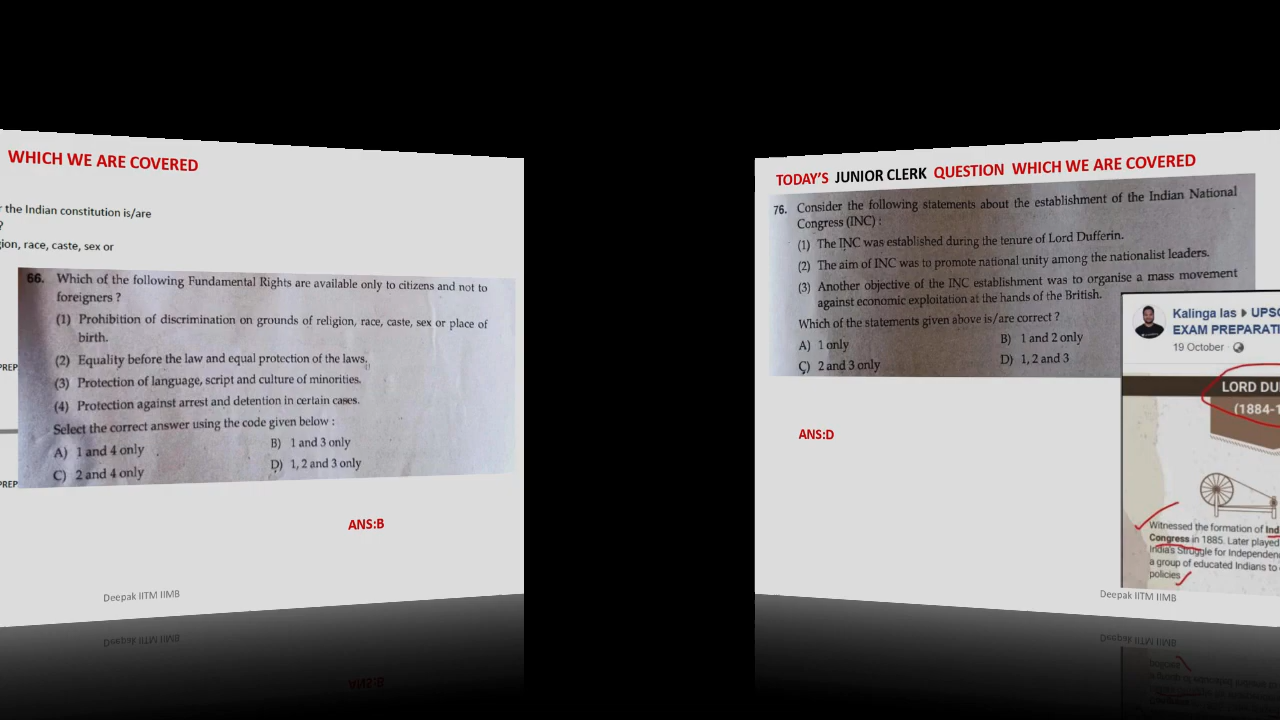 WHICH WE ARE COVERED
r the Indian constitution is/are
?
ion, race, caste, sex or
66. Which of the following Fundamental Rights are available only to citizens and not to
foreigners ?
(1) Prohibition of discrimination on grounds of religion, race, caste, sex or place of
birth.
(2) Equality before the law and equal protection of the laws.
(3) Protection of language, script and culture of minorities.
(4) Protection against arrest and detention in certain cases.
Select the correct answer using the code given below :
A) 1 and 4 only B) 1 and 3 only
C) 2 and 4 only D) 1, 2 and 3 only
PREP
PREP
ANS:B
Deepak IITM IIMB
TODAY'S JUNIOR CLERK QUESTION WHICH WE ARE COVERED
76. Consider the following statements about the establishment of the Indian National
Congress (INC) :
(1) The INC was established during the tenure of Lord Dufferin.
(2) The aim of INC was to promote national unity among the nationalist leaders.
(3) Another objective of the INC establishment was to organise a mass movement
against economic exploitation at the hands of the British.
Which of the statements given above is/are correct ?
A) 1 only B) 1 and 2 only
C) 2 and 3 only D) 1, 2 and 3
ANS:D
Kalinga Ias ▸ UPSC
EXAM PREPARATI
19 October ·
LORD DU
(1884-1
Witnessed the formation of Ind
Congress in 1885. Later played
India's Struggle for Independen
a group of educated Indians to
policies
Deepak IITM IIMB